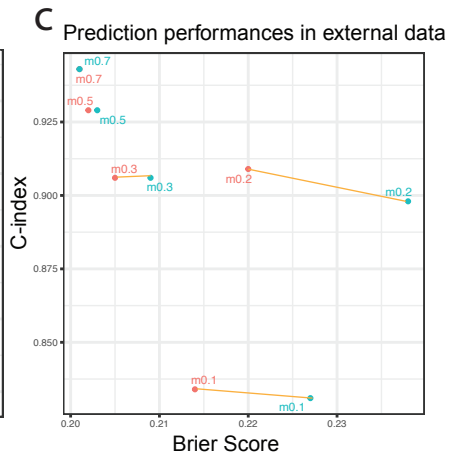 C
Prediction performances in external data
m0.7
m0.7
m0.5
m0.5
m0.3
m0.3
m0.2
m0.2
m0.1
m0.1
0.925
0.900
0.875
0.850
C-index
0.20
0.21
0.22
0.23
Brier Score